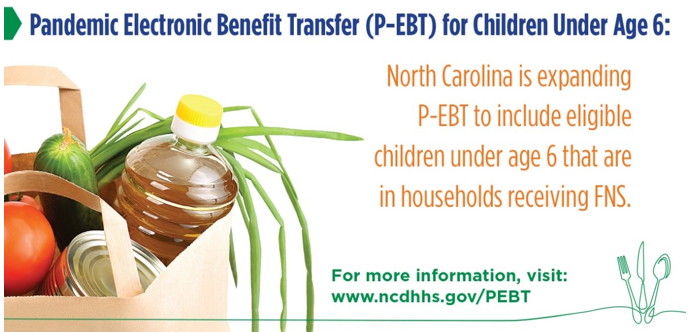 Pandemic Electronic Benefit Transfer (P-EBT) for Children Under Age 6:
North Carolina is expanding
P-EBT to include eligible
children under age 6 that are
in households receiving FNS.
For more information, visit:
www.ncdhhs.gov/PEBT